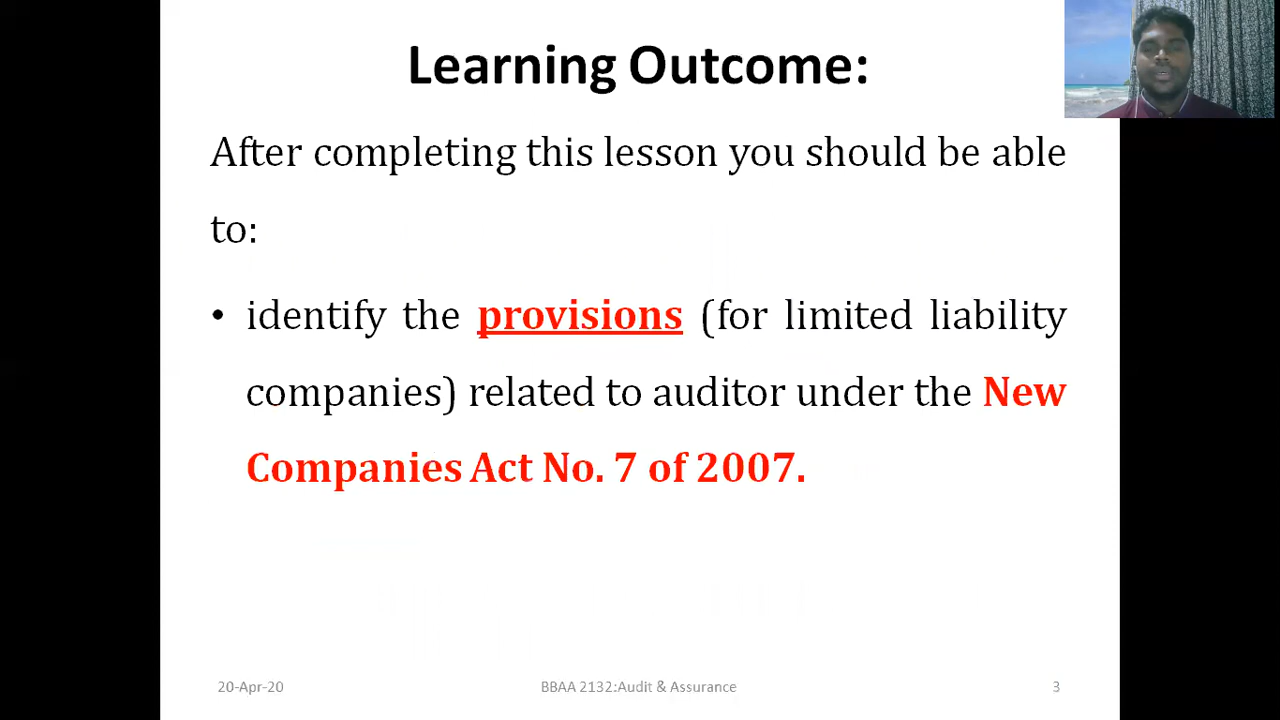 Learning Outcome:
After completing this lesson you should be able
to:
• identify the provisions (for limited liability
companies) related to auditor under the New
Companies Act No. 7 of 2007.
20-Apr-20
BBAA 2132:Audit & Assurance
3